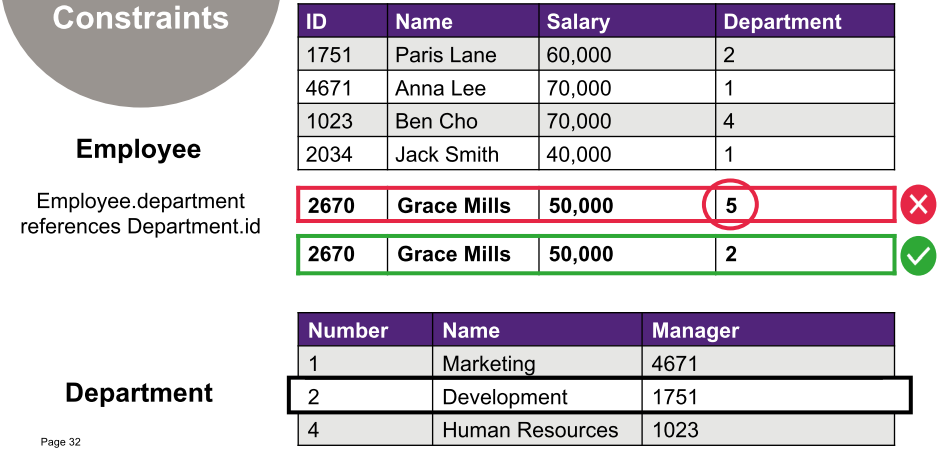 Constraints
ID Name Salary Department
1751 Paris Lane 60,000 2
4671 Anna Lee 70,000 1
1023 Ben Cho 70,000 4
2034 Jack Smith 40,000 1
Employee
Employee.department
references Department.id
2670 Grace Mills 50,000 5
2670 Grace Mills 50,000 2
Number Name Manager
1 Marketing 4671
2 Development 1751
4 Human Resources 1023
Department
Page 32